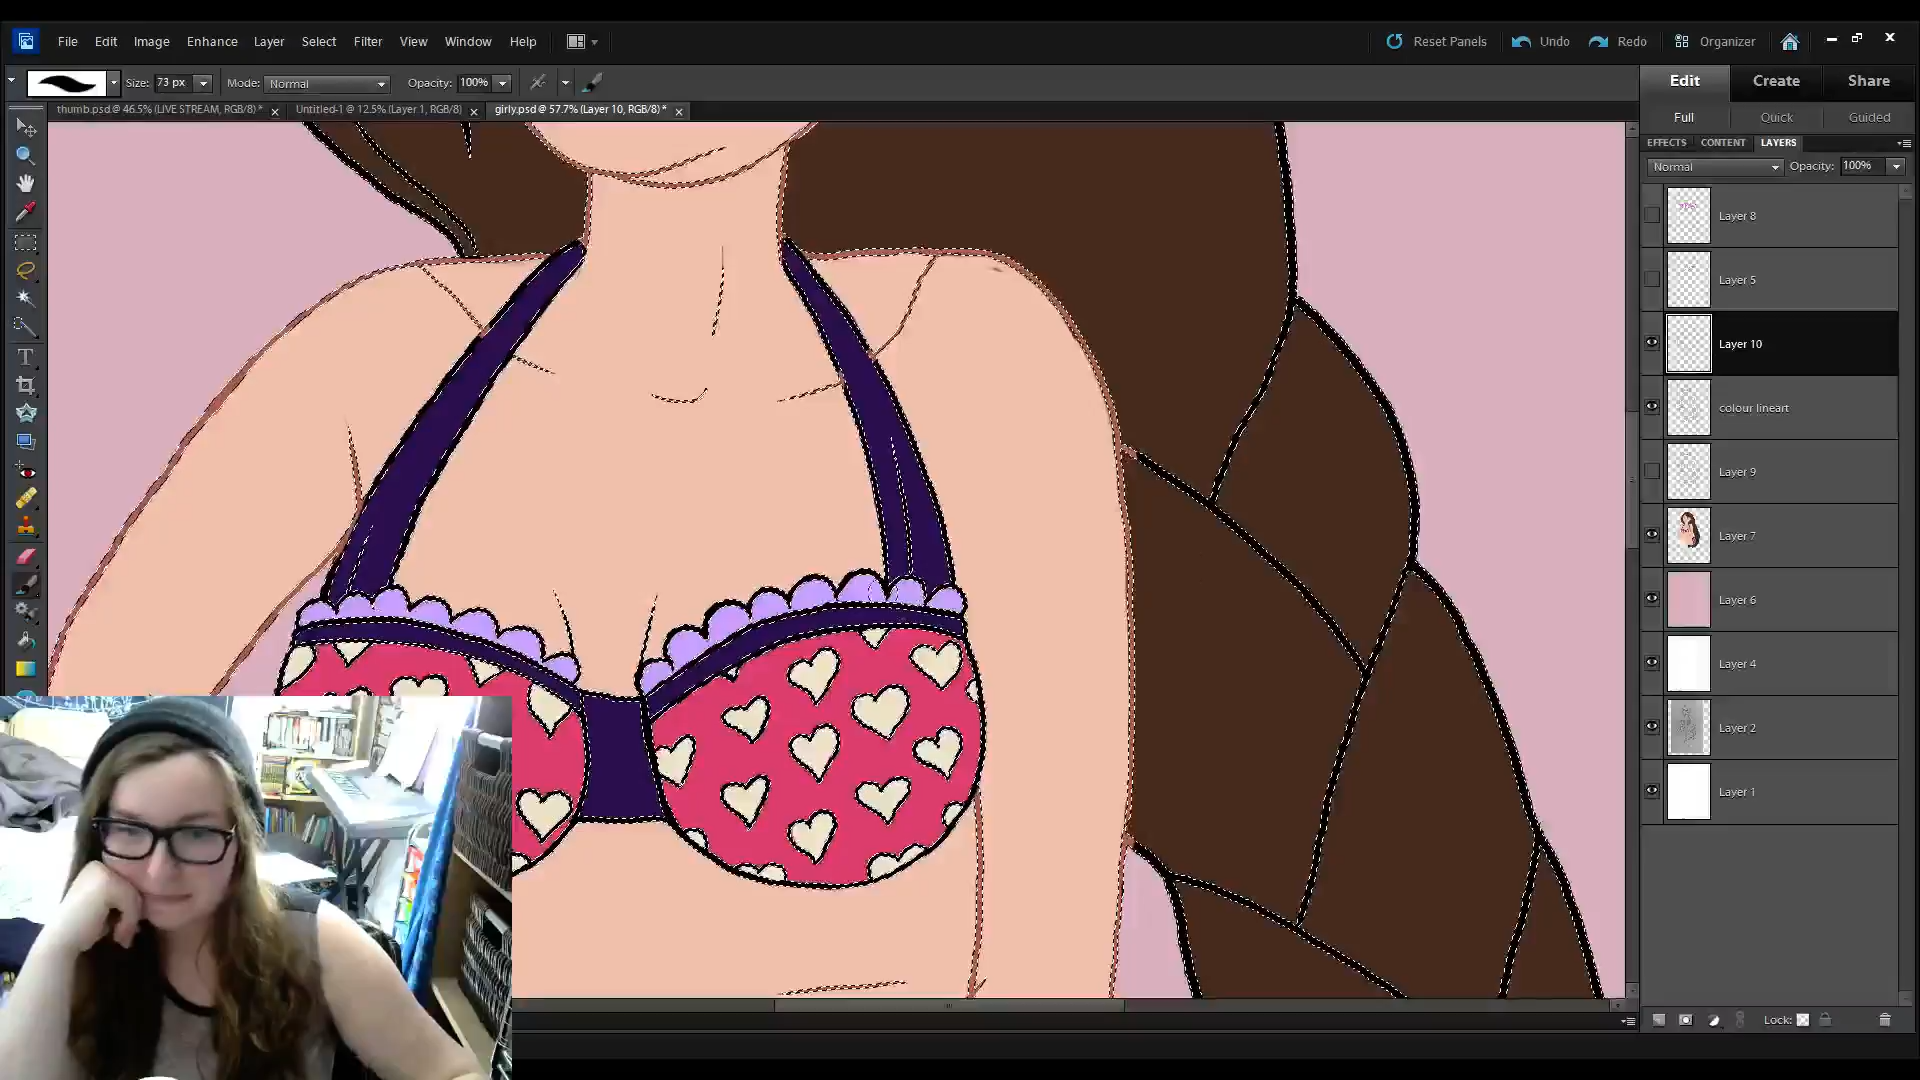 File Edit Image Enhance Layer Select Filter View Window Help Reset Panels Undo Redo Organizer
Size: 73 px Mode: Normal Opacity: 100% Edit Create Share
thumb.psd @ 46.5% (LIVE STREAM, RGB/8) * Untitled-1 @ 12.5% (Layer 1, RGB/8) girly.psd @ 57.7% (Layer 10, RGB/8) *
Full Quick Guided
EFFECTS CONTENT LAYERS
Normal Opacity: 100%
Layer 8
Layer 5
Layer 10
colour lineart
Layer 9
Layer 7
Layer 6
Layer 4
Layer 2
Layer 1
Lock: